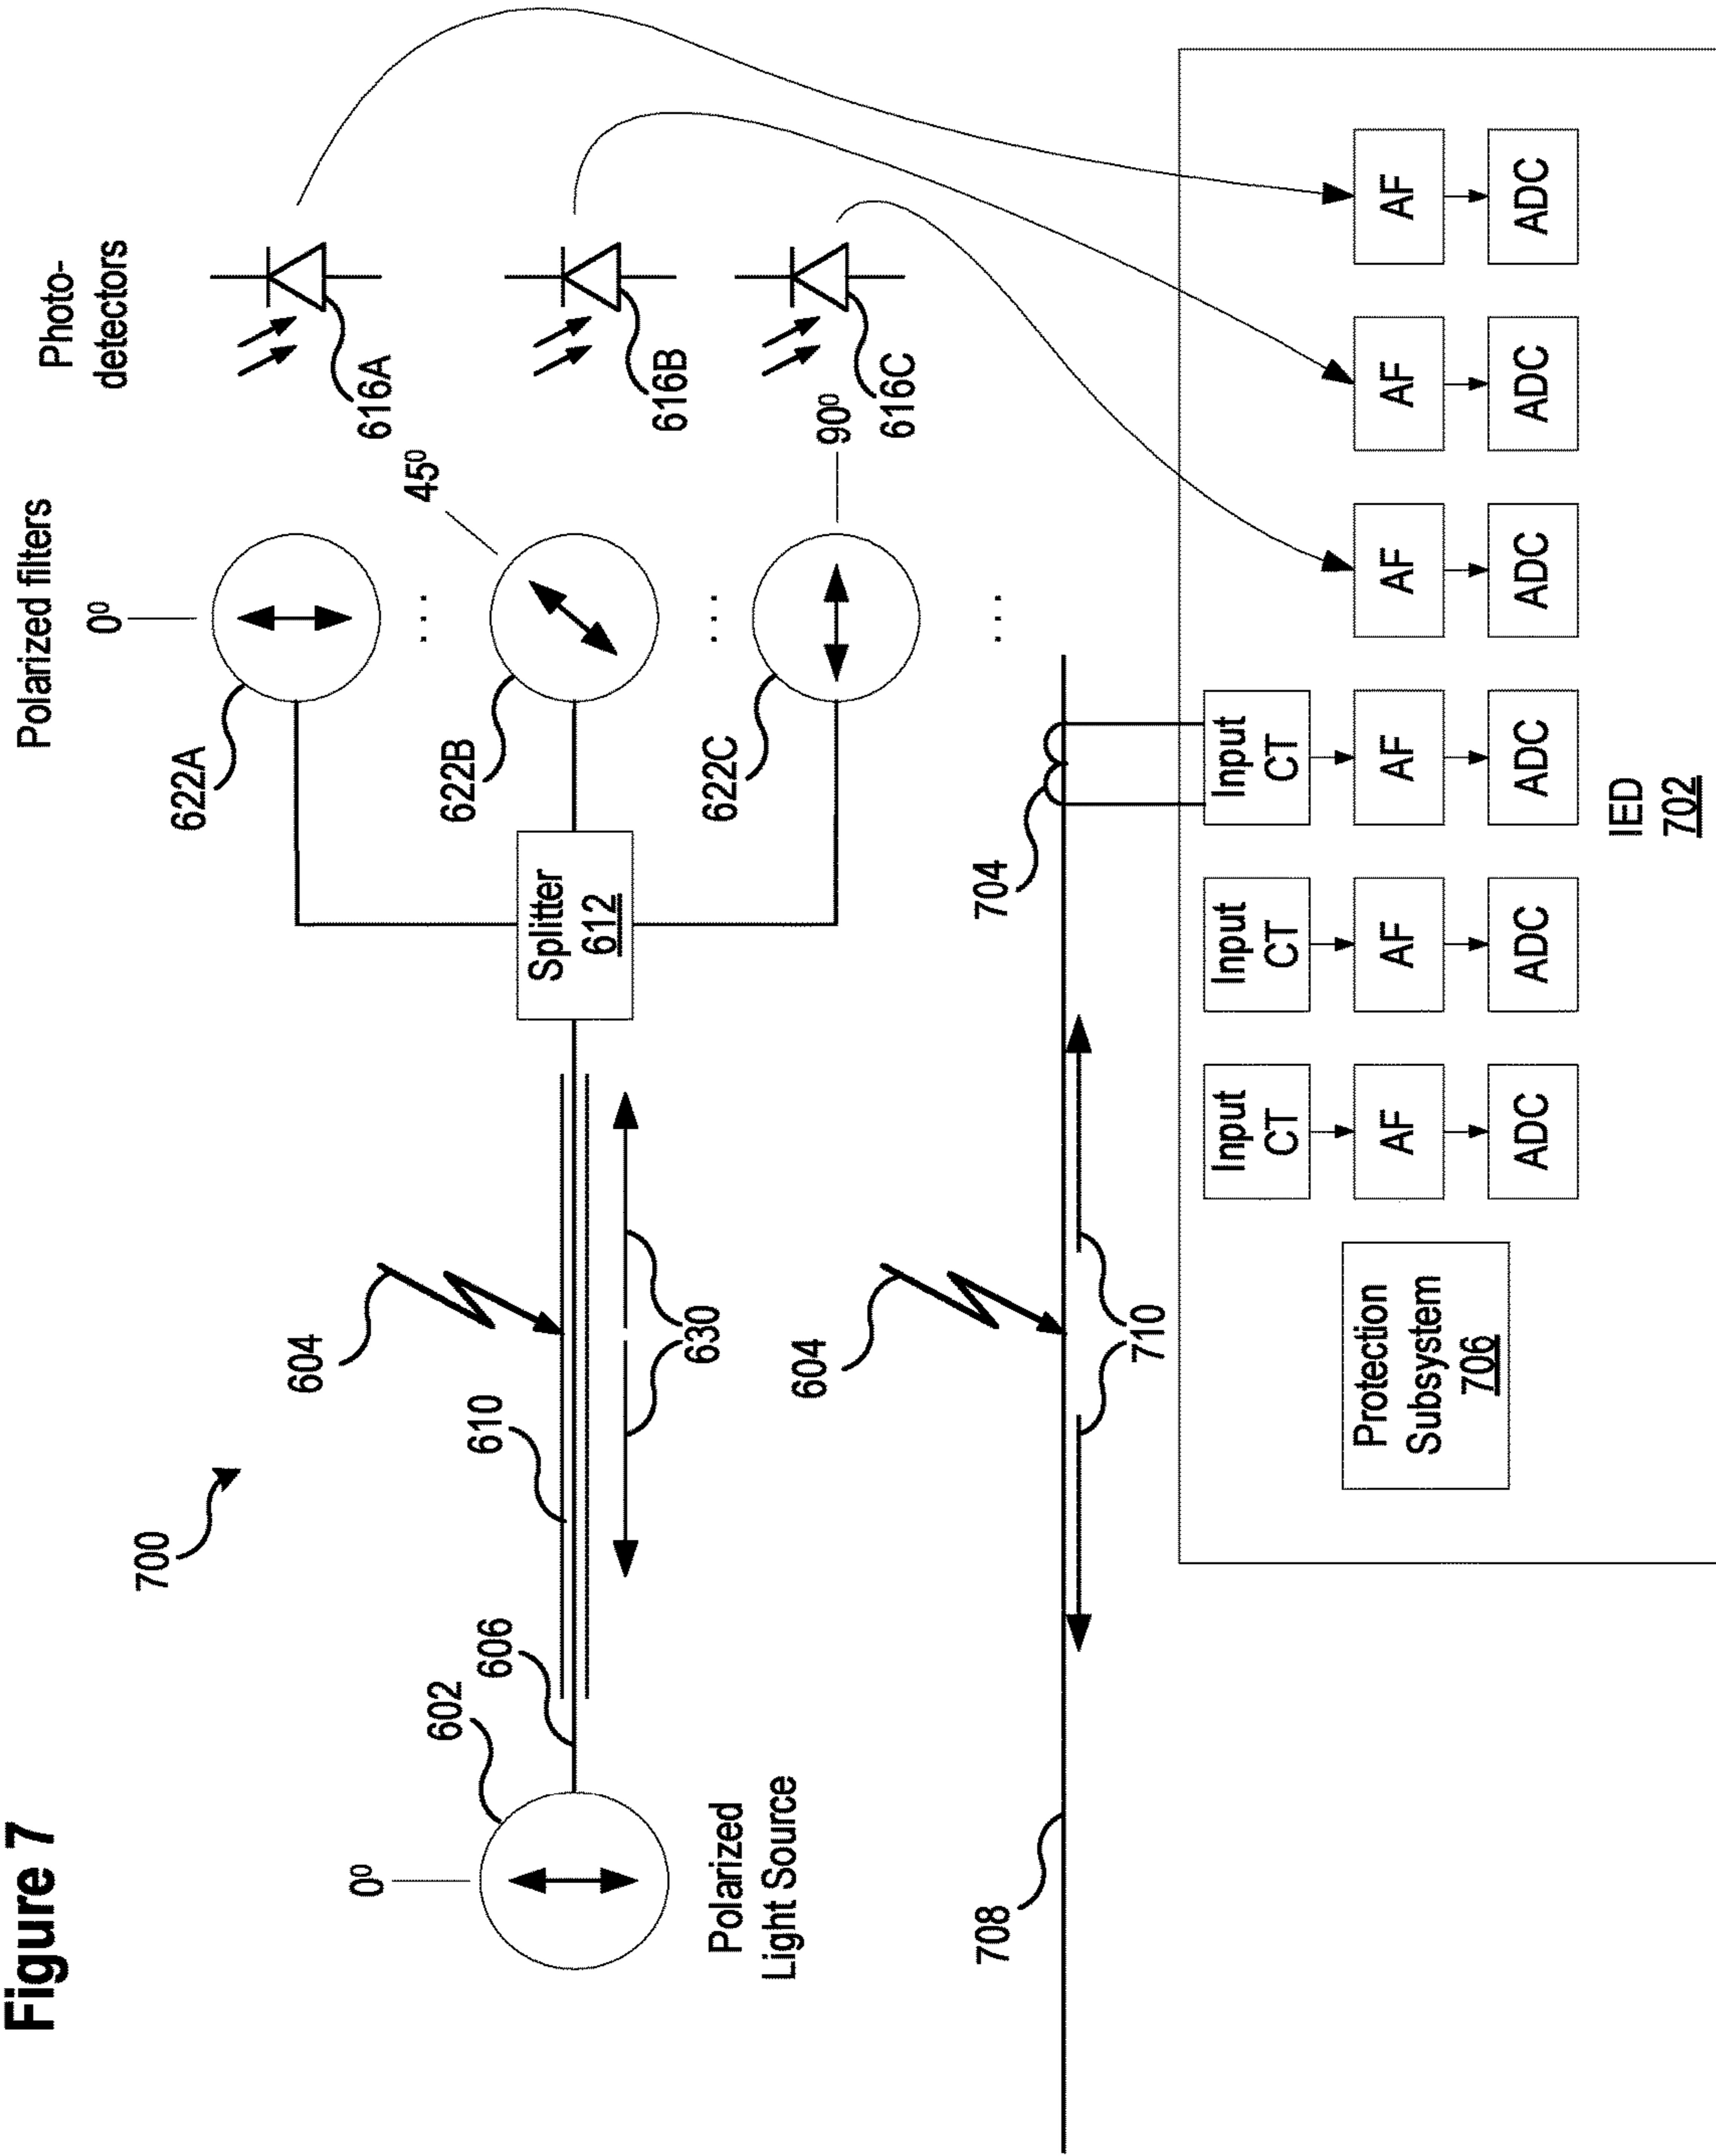 Figure 7
700
Polarized filters
Photo-
detectors
0⁰
0⁰
45⁰
90⁰
602
606
610
604
630
Splitter
612
622A
622B
622C
616A
616B
616C
Polarized
Light Source
708
604
710
704
Protection
Subsystem
706
Input
CT
Input
CT
Input
CT
AF
AF
AF
AF
AF
AF
ADC
ADC
ADC
ADC
ADC
ADC
IED
702